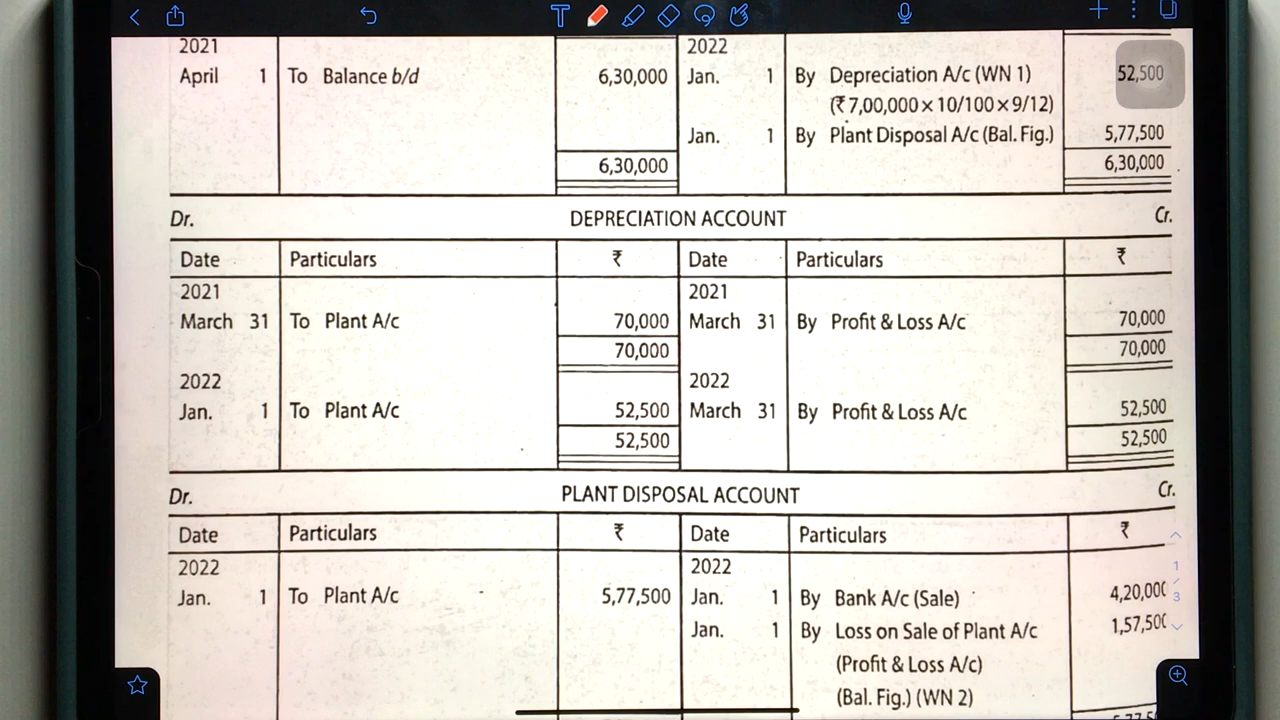 2021 2022
April 1 To Balance b/d 6,30,000 Jan. 1 By Depreciation A/c (WN 1) 52,500
(₹ 7,00,000 × 10/100 × 9/12)
Jan. 1 By Plant Disposal A/c (Bal. Fig.) 5,77,500
6,30,000 6,30,000
Dr. DEPRECIATION ACCOUNT Cr.
Date Particulars ₹ Date Particulars ₹
2021 2021
March 31 To Plant A/c 70,000 March 31 By Profit & Loss A/c 70,000
70,000 70,000
2022 2022
Jan. 1 To Plant A/c 52,500 March 31 By Profit & Loss A/c 52,500
52,500 52,500
Dr. PLANT DISPOSAL ACCOUNT Cr.
Date Particulars ₹ Date Particulars ₹
2022 2022
Jan. 1 To Plant A/c 5,77,500 Jan. 1 By Bank A/c (Sale) 4,20,000
Jan. 1 By Loss on Sale of Plant A/c 1,57,500
(Profit & Loss A/c)
(Bal. Fig.) (WN 2)
1
/
3